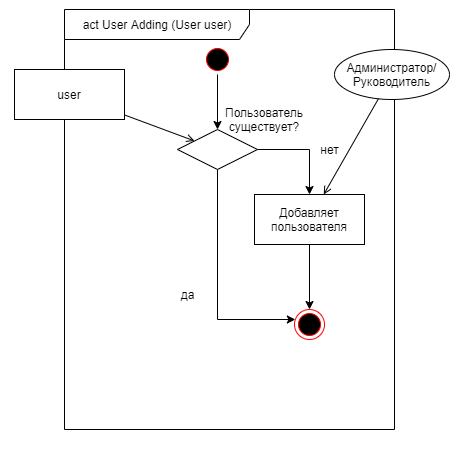 act User Adding (User user)
user
Администратор/
Руководитель
Пользователь
существует?
нет
Добавляет
пользователя
да